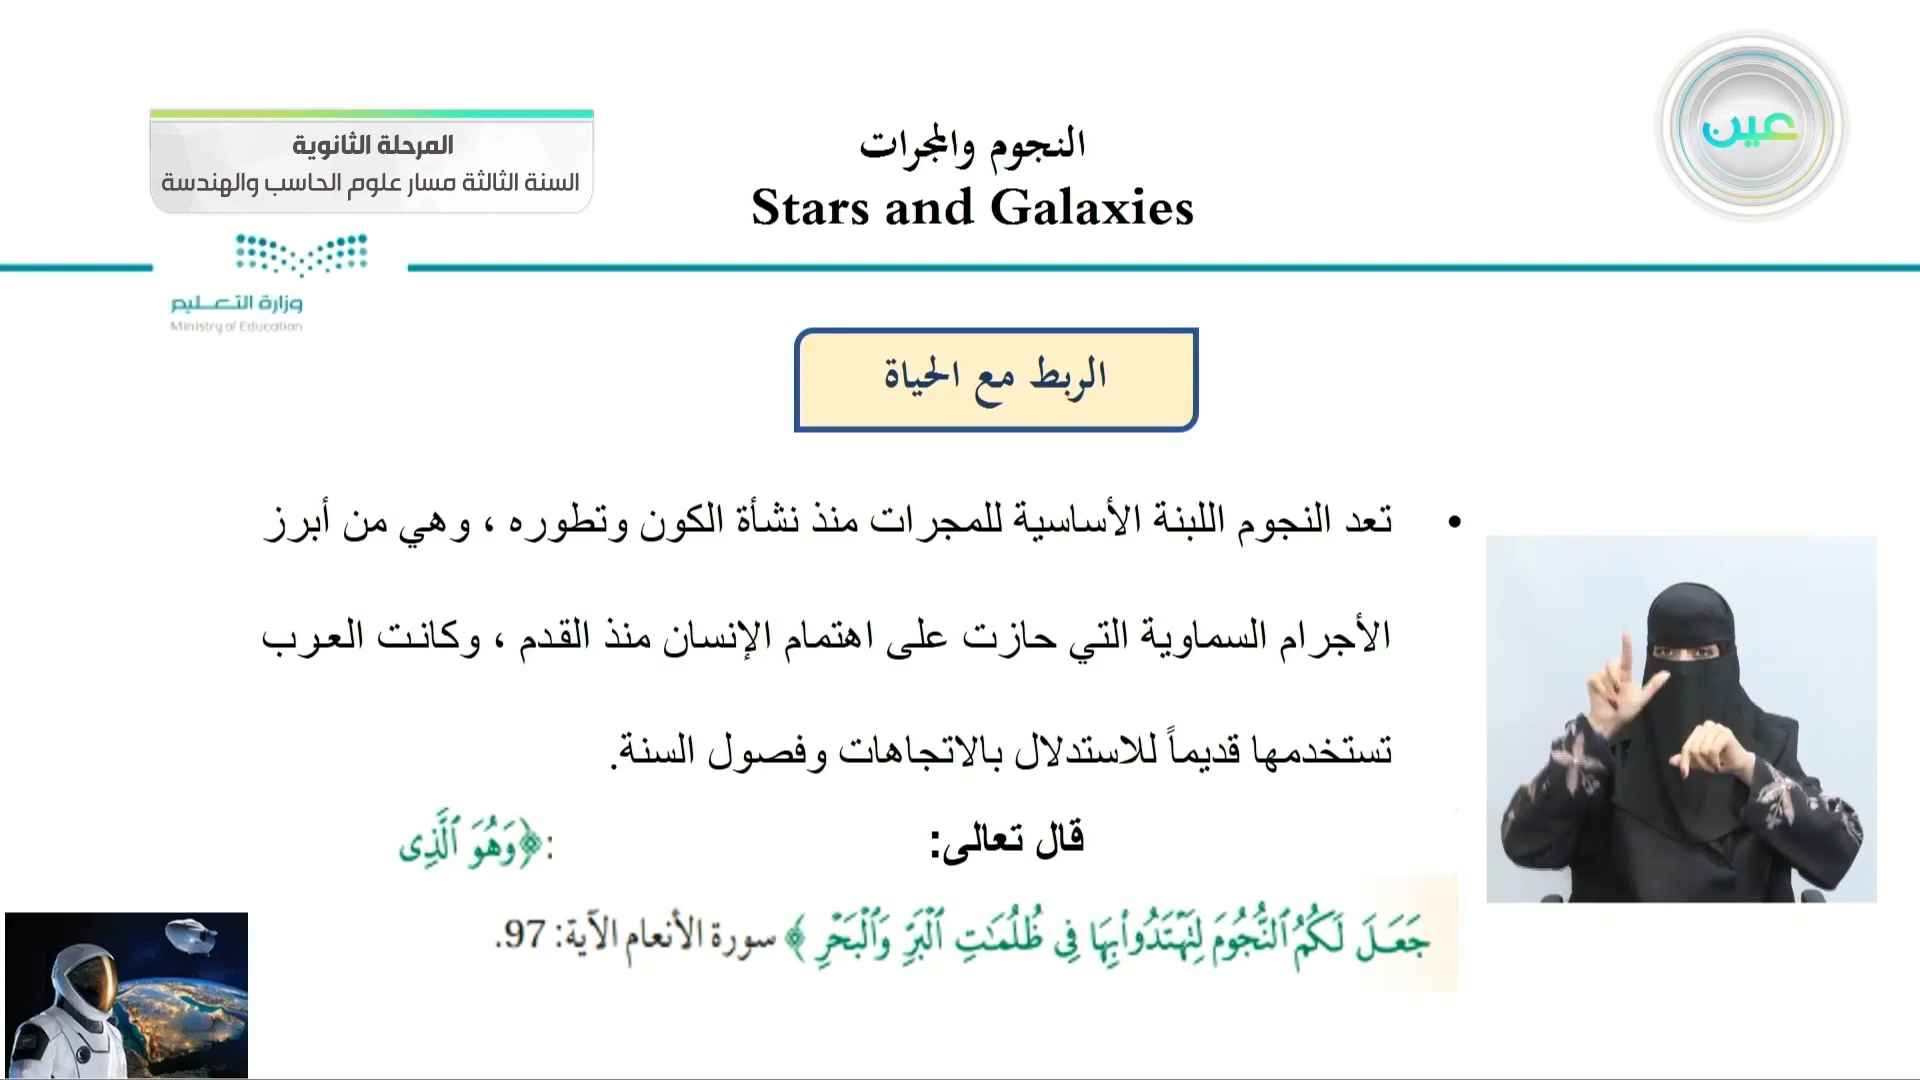 المرحلة الثانوية
السنة الثالثة مسار علوم الحاسب والهندسة
النجوم والمجرات
Stars and Galaxies
عين
وزارة التعليم
Ministry of Education
الربط مع الحياة
• تعد النجوم اللبنة الأساسية للمجرات منذ نشأة الكون وتطوره ، وهي من أبرز
الأجرام السماوية التي حازت على اهتمام الإنسان منذ القدم ، وكانت العرب
تستخدمها قديماً للاستدلال بالاتجاهات وفصول السنة.
قال تعالى: :﴿وَهُوَ ٱلَّذِى
جَعَلَ لَكُمُ ٱلنُّجُومَ لِتَهْتَدُوا۟ بِهَا فِى ظُلُمَـٰتِ ٱلْبَرِّ وَٱلْبَحْرِ ﴾ سورة الأنعام الآية: 97.